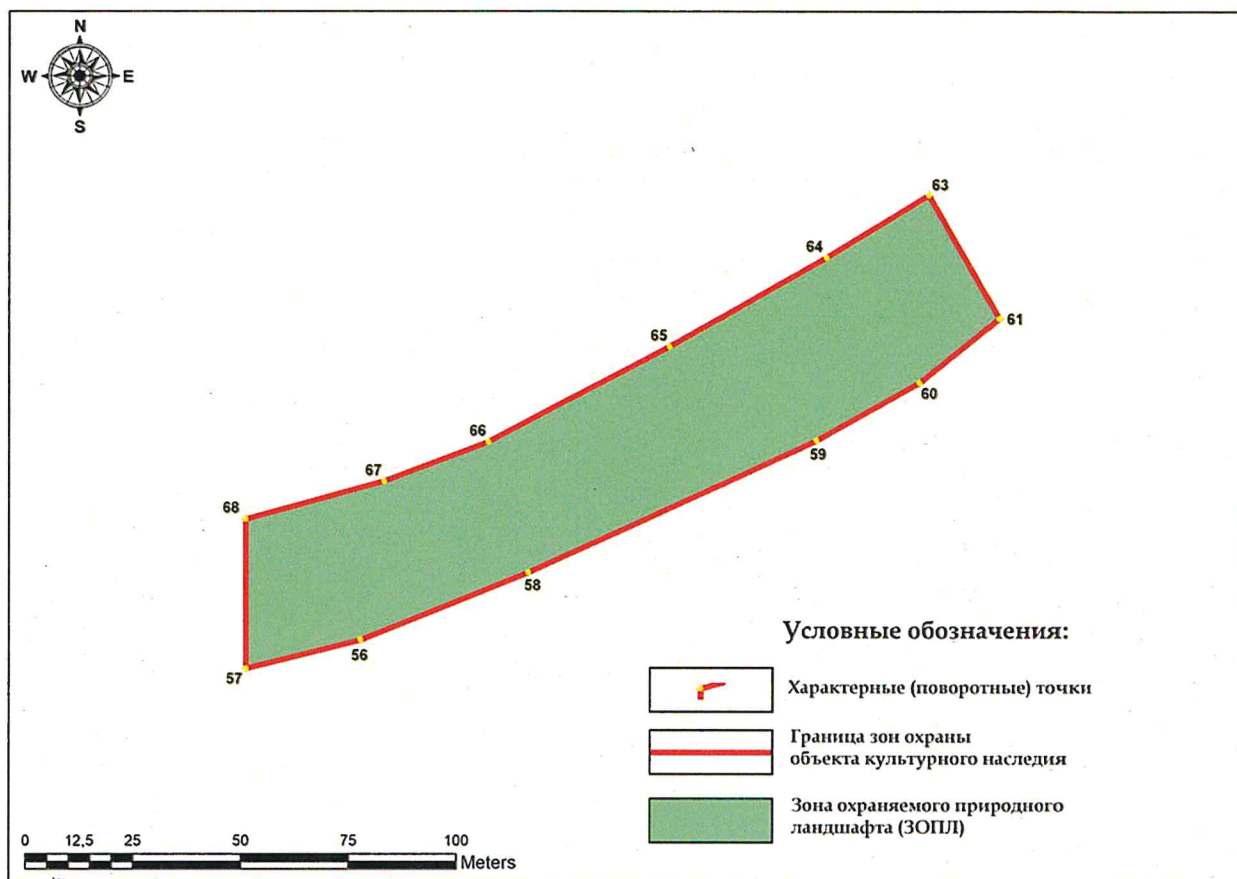 N
W E
S
63
64
61
65
60
66
59
67
68
58
56
57
Условные обозначения:
Характерные (поворотные) точки
Граница зон охраны
объекта культурного наследия
Зона охраняемого природного
ландшафта (ЗОПЛ)
0 12,5 25 50 75 100
Meters